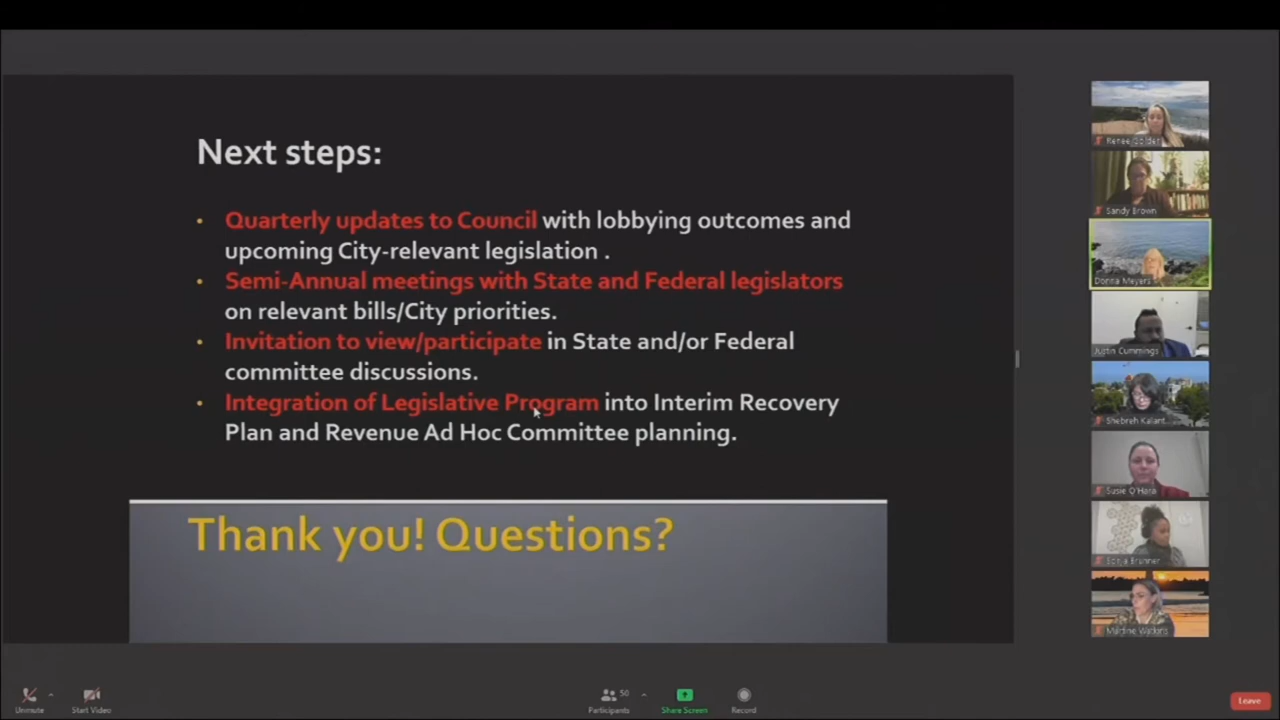 Next steps:
Quarterly updates to Council with lobbying outcomes and
upcoming City-relevant legislation .
Semi-Annual meetings with State and Federal legislators
on relevant bills/City priorities.
Invitation to view/participate in State and/or Federal
committee discussions.
Integration of Legislative Program into Interim Recovery
Plan and Revenue Ad Hoc Committee planning.
Thank you! Questions?
Renee Golder
Sandy Brown
Donna Meyers
Justin Cummings
Shebreh Kalant
Susie O'Hara
Sonja Brunner
Martine Watkins
Unmute
Start Video
Participants
50
Share Screen
Record
Leave